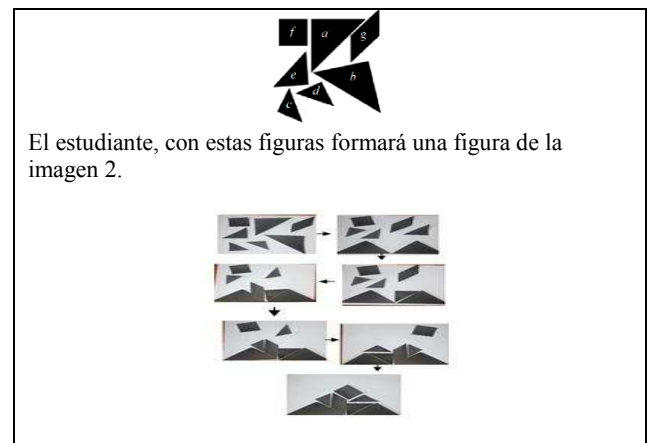 f
a
g
e
b
d
c
El estudiante, con estas figuras formará una figura de la
imagen 2.